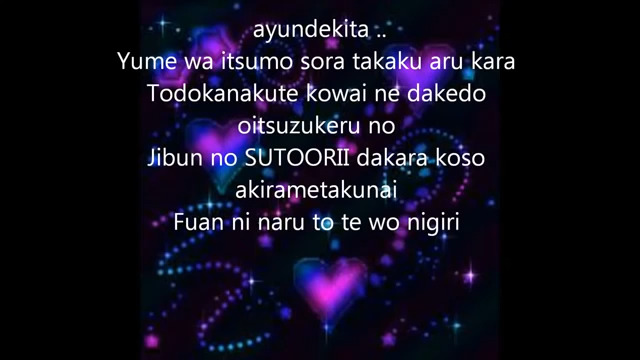 ayundekita ..
Yume wa itsumo sora takaku aru kara
Todokanakute kowai ne dakedo
oitsuzukeru no
Jibun no SUTOORII dakara koso
akirametakunai
Fuan ni naru to te wo nigiri